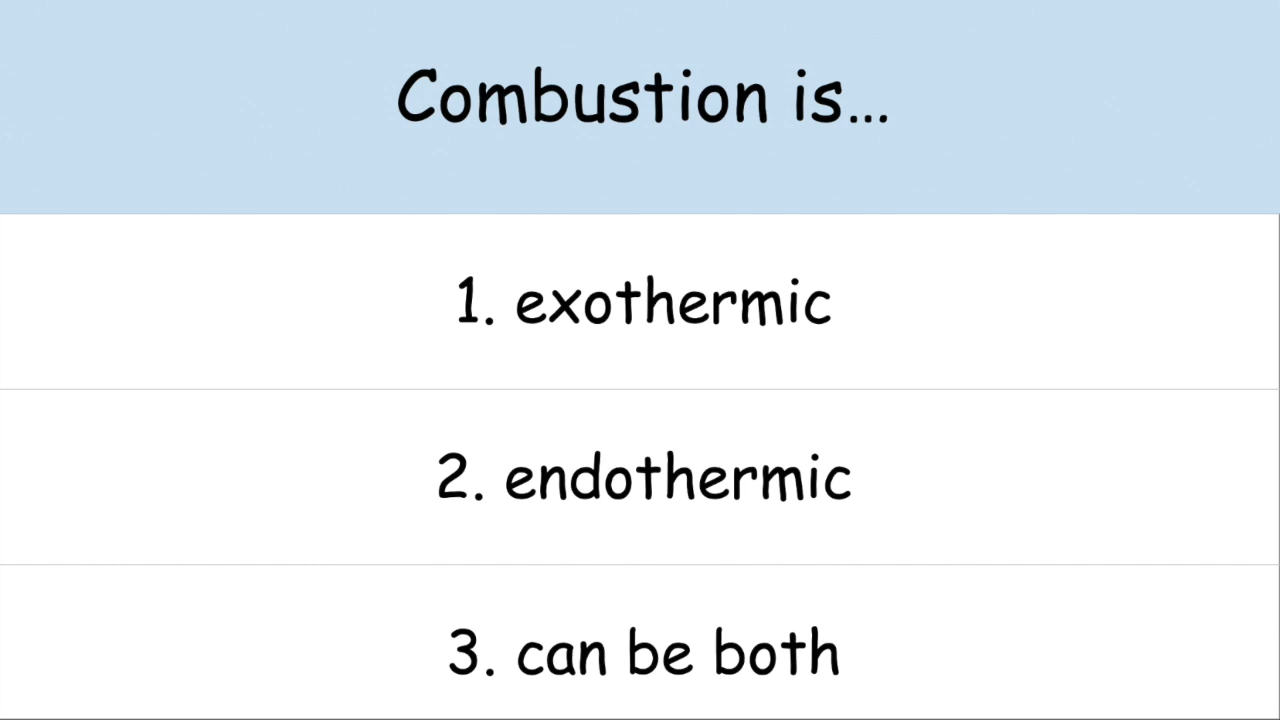 Combustion is...
1. exothermic
2. endothermic
3. can be both